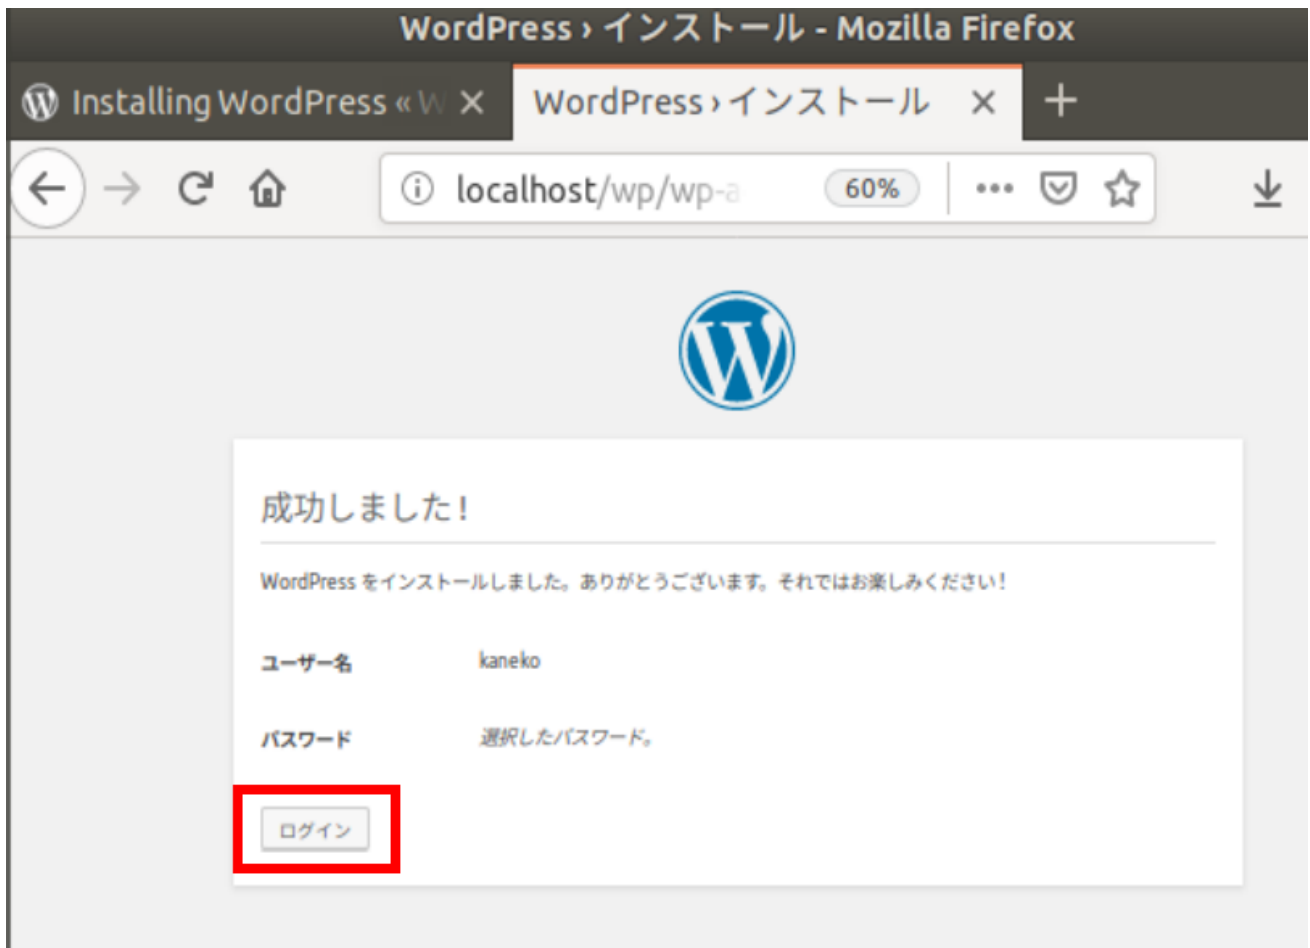 WordPress › インストール - Mozilla Firefox
Installing WordPress « W
WordPress › インストール
localhost/wp/wp-a
60%
成功しました!
WordPress をインストールしました。ありがとうございます。それではお楽しみください!
ユーザー名 kaneko
パスワード 選択したパスワード。
ログイン